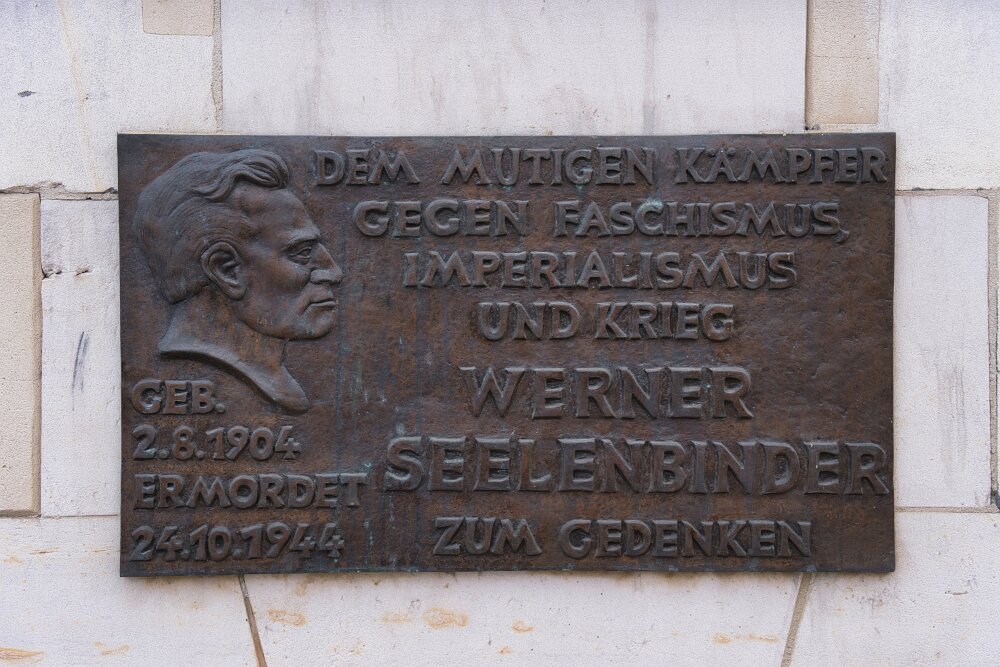 DEM MUTIGEN KÄMPFER
GEGEN FASCHISMUS,
IMPERIALISMUS
UND KRIEG
WERNER
SEELENBINDER
ZUM GEDENKEN
GEB.
2.8.1904
ERMORDET
24.10.1944